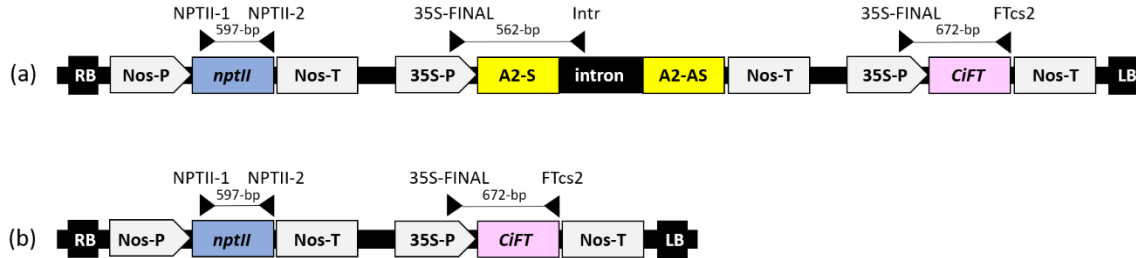 NPTII-1 NPTII-2 35S-FINAL Intr 35S-FINAL FTcs2
597-bp 562-bp 672-bp
(a) RB Nos-P nptII Nos-T 35S-P A2-S intron A2-AS Nos-T 35S-P CiFT Nos-T LB
NPTII-1 NPTII-2 35S-FINAL FTcs2
597-bp 672-bp
(b) RB Nos-P nptII Nos-T 35S-P CiFT Nos-T LB